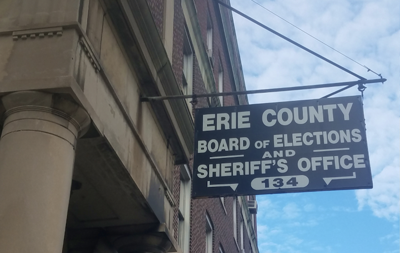 ERIE COUNTY
BOARD OF ELECTIONS
AND
SHERIFF'S OFFICE
134